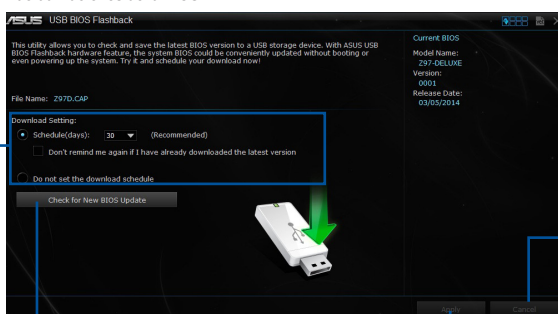 ASUS USB BIOS Flashback
This utility allows you to check and save the latest BIOS version to a USB storage device. With ASUS USB
BIOS Flashback hardware feature, the system BIOS could be conveniently updated without booting or
even powering up the system. Try it and schedule your download now!
File Name: Z97D.CAP
Download Setting:
Schedule(days): 30 (Recommended)
Don't remind me again if I have already downloaded the latest version
Do not set the download schedule
Check for New BIOS Update
Current BIOS
Model Name:
Z97-DELUXE
Version:
0001
Release Date:
03/05/2014
Apply Cancel